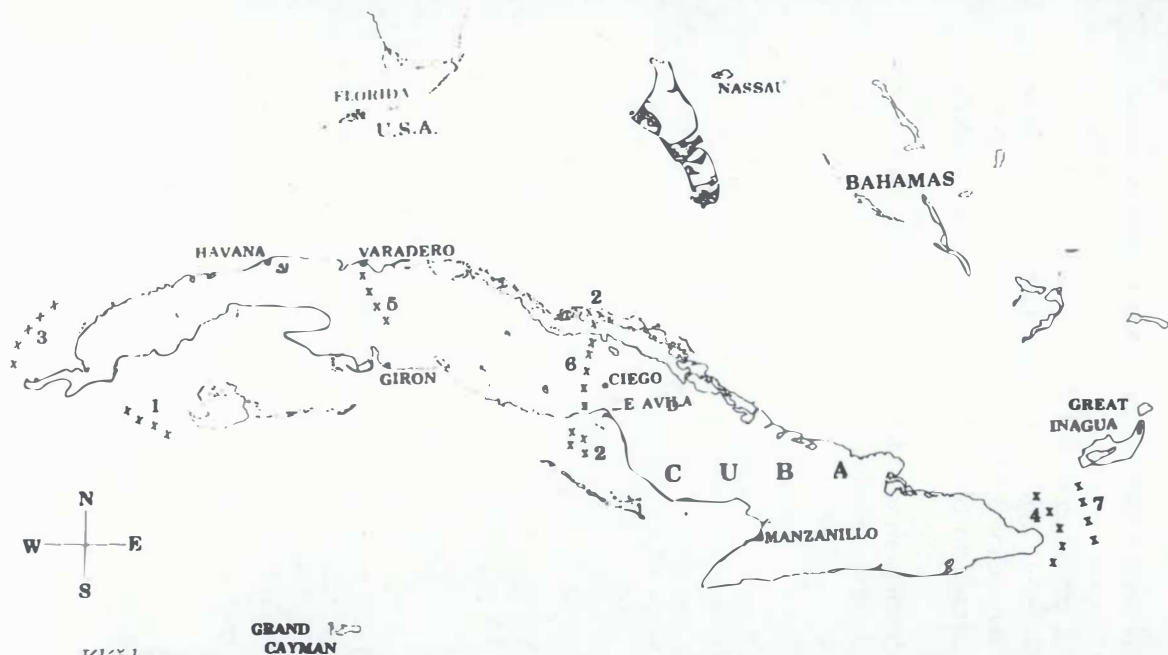 NASSAU
FLORIDA
U.S.A.
BAHAMAS
HAVANA
VARADERO
2
3
5
6
CIEGO
E AVILA
GIRON
1
GREAT
INAGUA
2
C U B A
N
W E
S
4
7
MANZANILLO
GRAND
CAYMAN